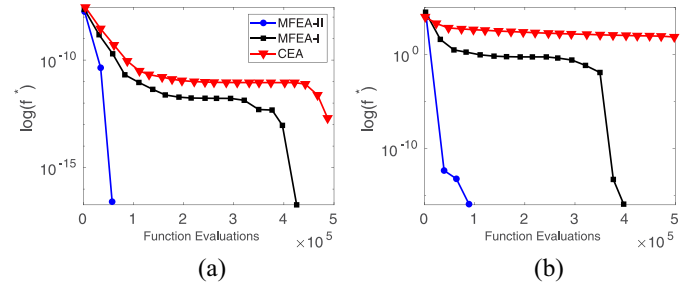 MFEA-II
MFEA-I
CEA
10^-10
10^-15
log(f*)
0 1 2 3 4 5
Function Evaluations
×10^5
(a)
10^0
10^-10
log(f*)
0 1 2 3 4 5
Function Evaluations
×10^5
(b)